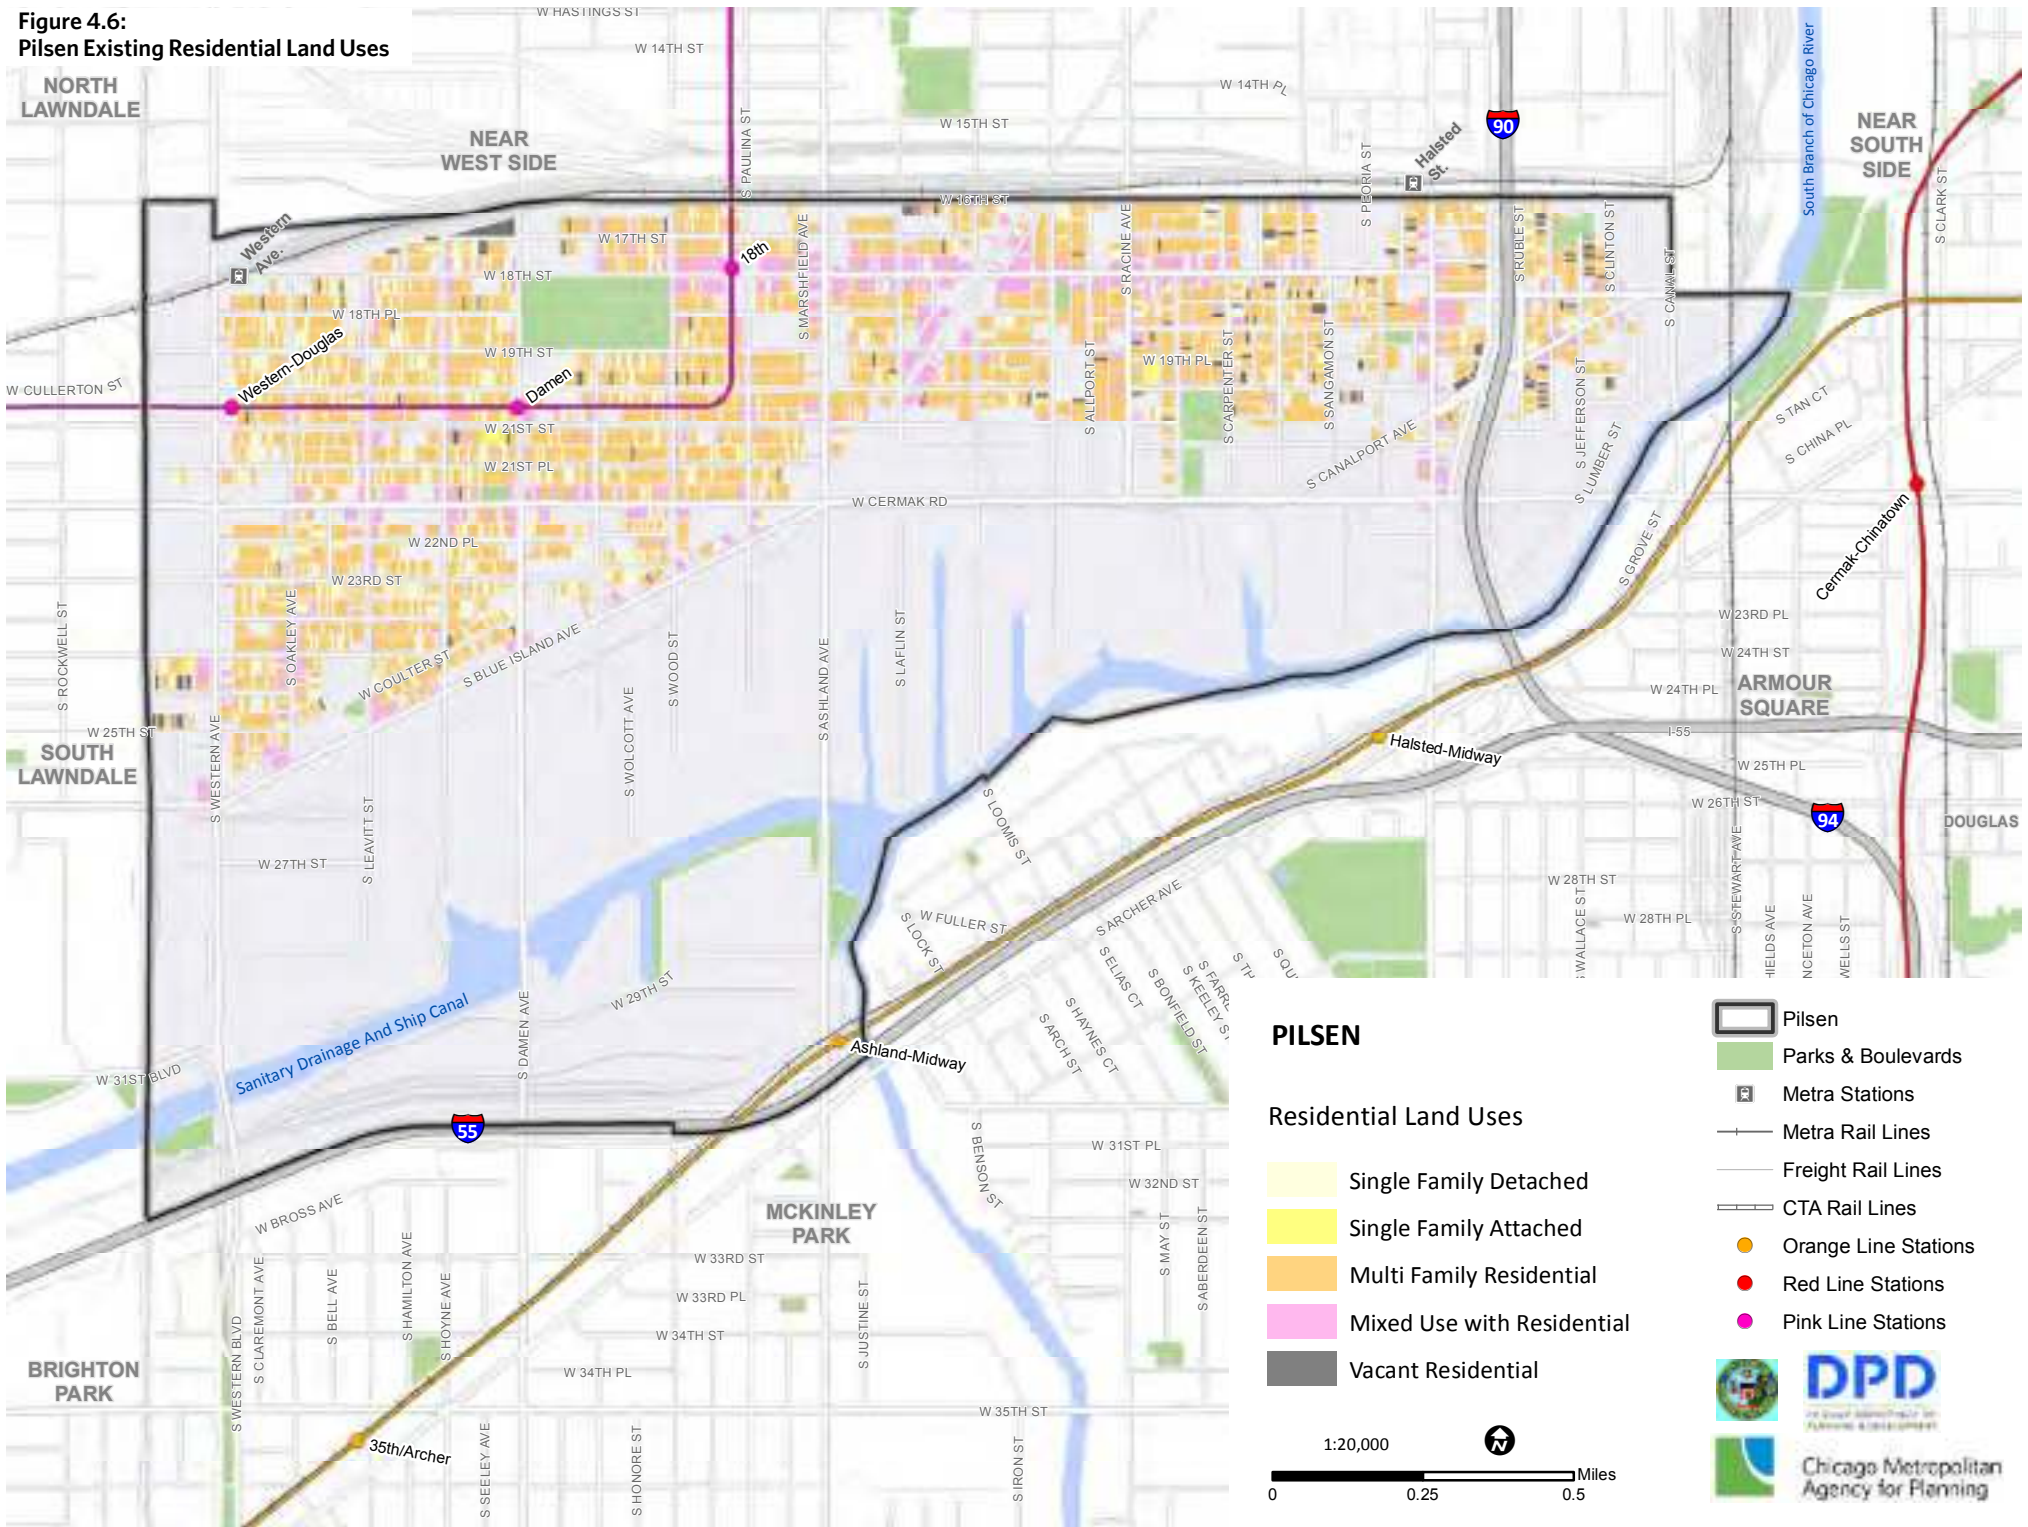 Figure 4.6:
Pilsen Existing Residential Land Uses
W HASTINGS ST
W 14TH ST
W 14TH PL
W 15TH ST
NORTH
LAWNDALE
NEAR
WEST SIDE
NEAR
SOUTH
SIDE
S PAULINA ST
South Branch of Chicago River
90
Halsted
St.
S PEORIA ST
S CLARK ST
W 16TH ST
Western
Ave.
W 17TH ST
18th
S MARSHFIELD AVE
S RACINE AVE
S RUBLE ST
S CLINTON ST
S CANAL ST
W 18TH ST
W 18TH PL
W 19TH ST
W 19TH PL
W CULLERTON ST
Western-Douglas
Damen
S ALLPORT ST
S CARPENTER ST
S SANGAMON ST
S JEFFERSON ST
S TAN CT
S CHINA PL
W 21ST ST
W 21ST PL
S CANALPORT AVE
S LUMBER ST
W CERMAK RD
Cermak-Chinatown
W 22ND PL
W 23RD ST
S GROVE ST
S ROCKWELL ST
S OAKLEY AVE
W COULTER ST
S BLUE ISLAND AVE
S WOOD ST
S ASHLAND AVE
S LAFLIN ST
W 23RD PL
W 24TH ST
W 24TH PL
ARMOUR
SQUARE
W 25TH ST
SOUTH
LAWNDALE
S WESTERN AVE
S WOLCOTT AVE
Halsted-Midway
I-55
W 25TH PL
W 26TH ST
94
DOUGLAS
S LEAVITT ST
S LOOMIS ST
W 27TH ST
S STEWART AVE
W 28TH ST
W 28TH PL
S WALLACE ST
S ARCHER AVE
W FULLER ST
S LOCK ST
S ELIAS CT
S BONFIELD ST
S KEELEY ST
S HAYNES CT
S ARCH ST
W 29TH ST
S DAMEN AVE
Sanitary Drainage And Ship Canal
W 31ST BLVD
Ashland-Midway
55
W BROSS AVE
S BENSON ST
W 31ST PL
W 32ND ST
MCKINLEY
PARK
S MAY ST
S ABERDEEN ST
W 33RD ST
W 33RD PL
W 34TH ST
W 34TH PL
W 35TH ST
S WESTERN BLVD
S CLAREMONT AVE
S BELL AVE
S HAMILTON AVE
S HOYNE AVE
S JUSTINE ST
BRIGHTON
PARK
35th/Archer
S SEELEY AVE
S HONORE ST
S IRON ST
PILSEN
Residential Land Uses
Single Family Detached
Single Family Attached
Multi Family Residential
Mixed Use with Residential
Vacant Residential
1:20,000
N
Miles
0 0.25 0.5
Pilsen
Parks & Boulevards
Metra Stations
Metra Rail Lines
Freight Rail Lines
CTA Rail Lines
Orange Line Stations
Red Line Stations
Pink Line Stations
DPD
Chicago Metropolitan
Agency for Planning